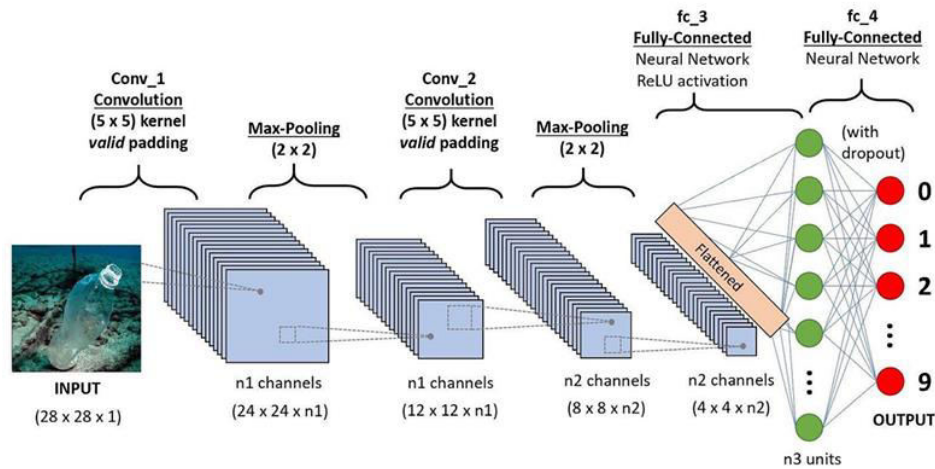 Conv_1
Convolution
(5 x 5) kernel
valid padding
Max-Pooling
(2 x 2)
Conv_2
Convolution
(5 x 5) kernel
valid padding
Max-Pooling
(2 x 2)
fc_3
Fully-Connected
Neural Network
ReLU activation
fc_4
Fully-Connected
Neural Network
(with
dropout)
Flattened
0
1
2
9
OUTPUT
INPUT
(28 x 28 x 1)
n1 channels
(24 x 24 x n1)
n1 channels
(12 x 12 x n1)
n2 channels
(8 x 8 x n2)
n2 channels
(4 x 4 x n2)
n3 units